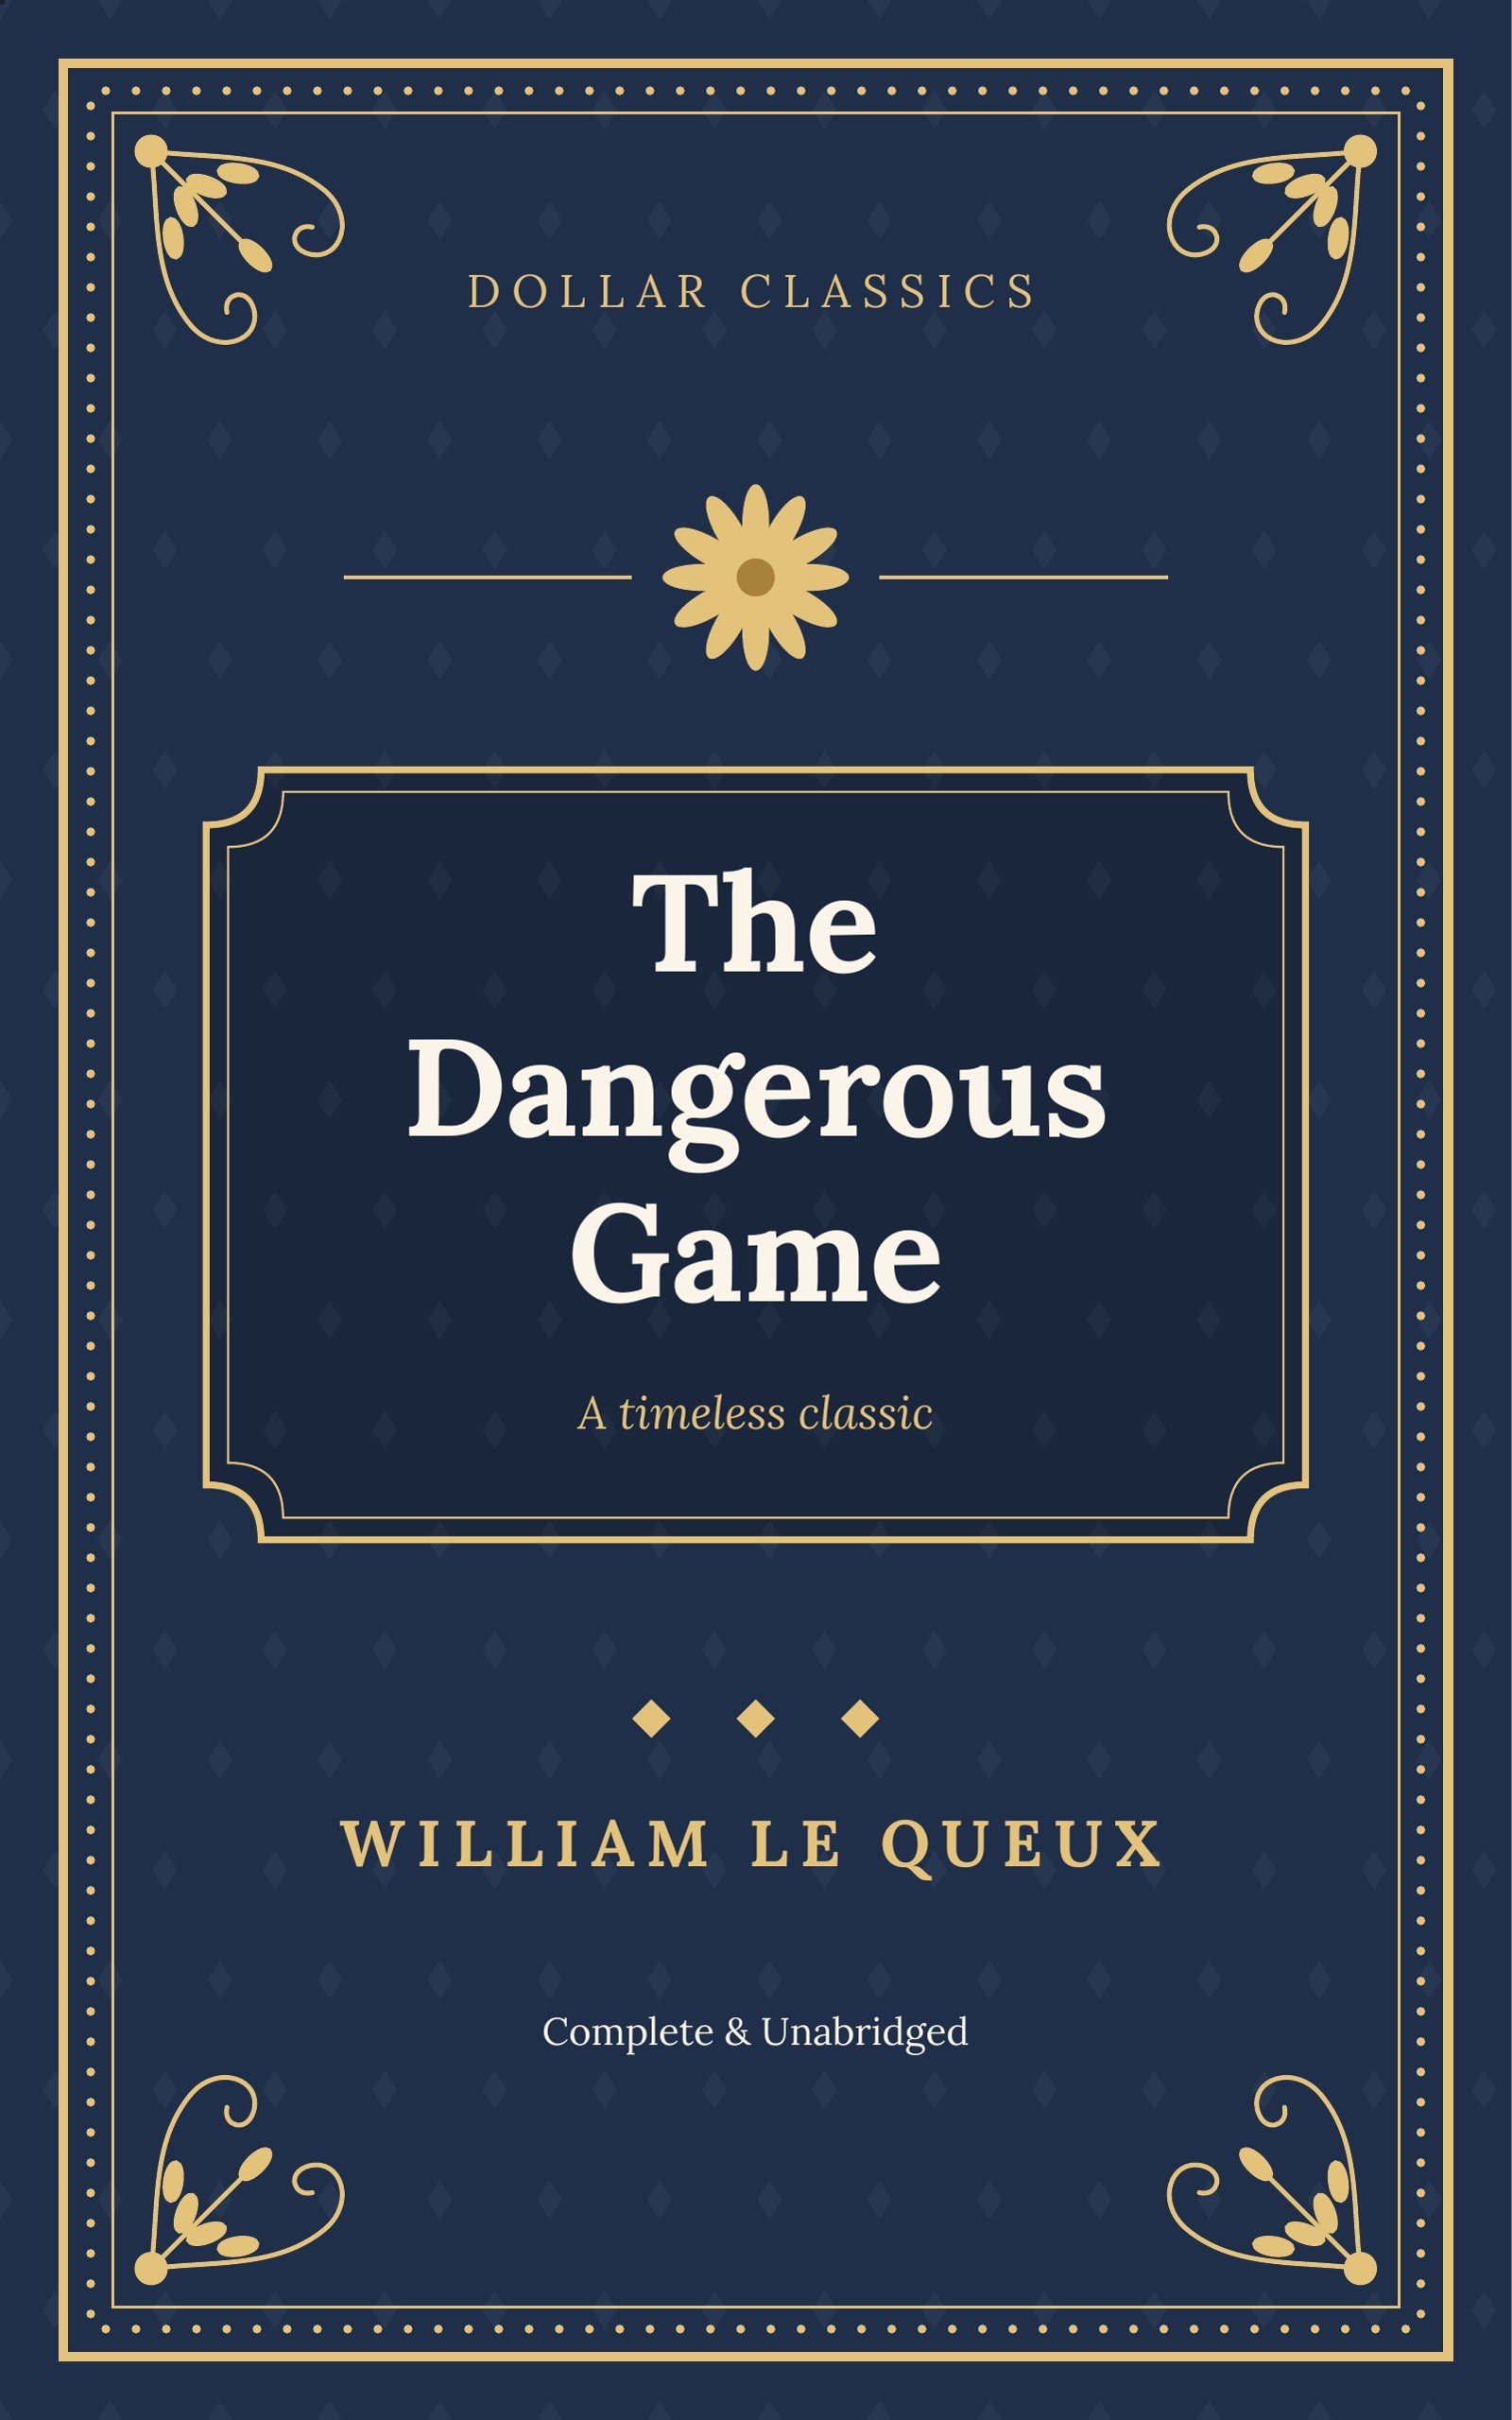 DOLLAR CLASSICS
The
Dangerous
Game
A timeless classic
WILLIAM LE QUEUX
Complete & Unabridged